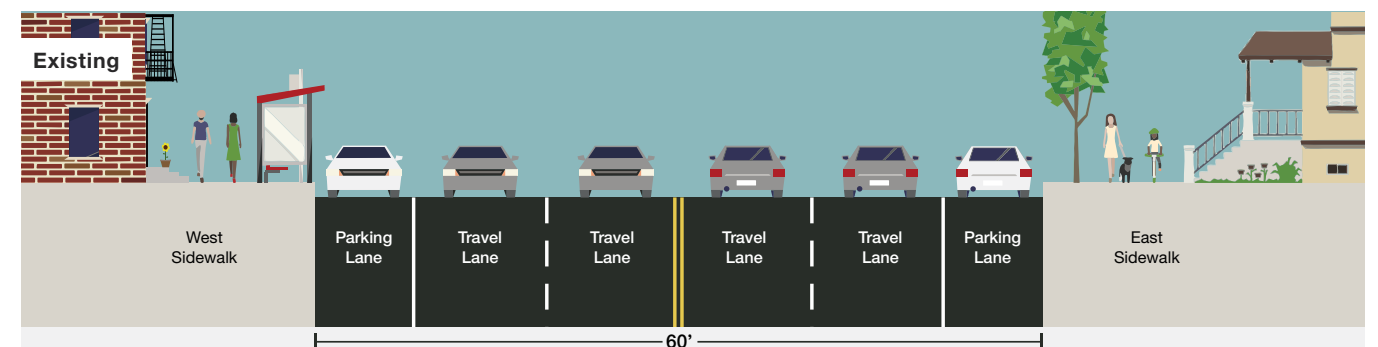 Existing
West
Sidewalk
Parking
Lane
Travel
Lane
Travel
Lane
Travel
Lane
Travel
Lane
Parking
Lane
East
Sidewalk
60’